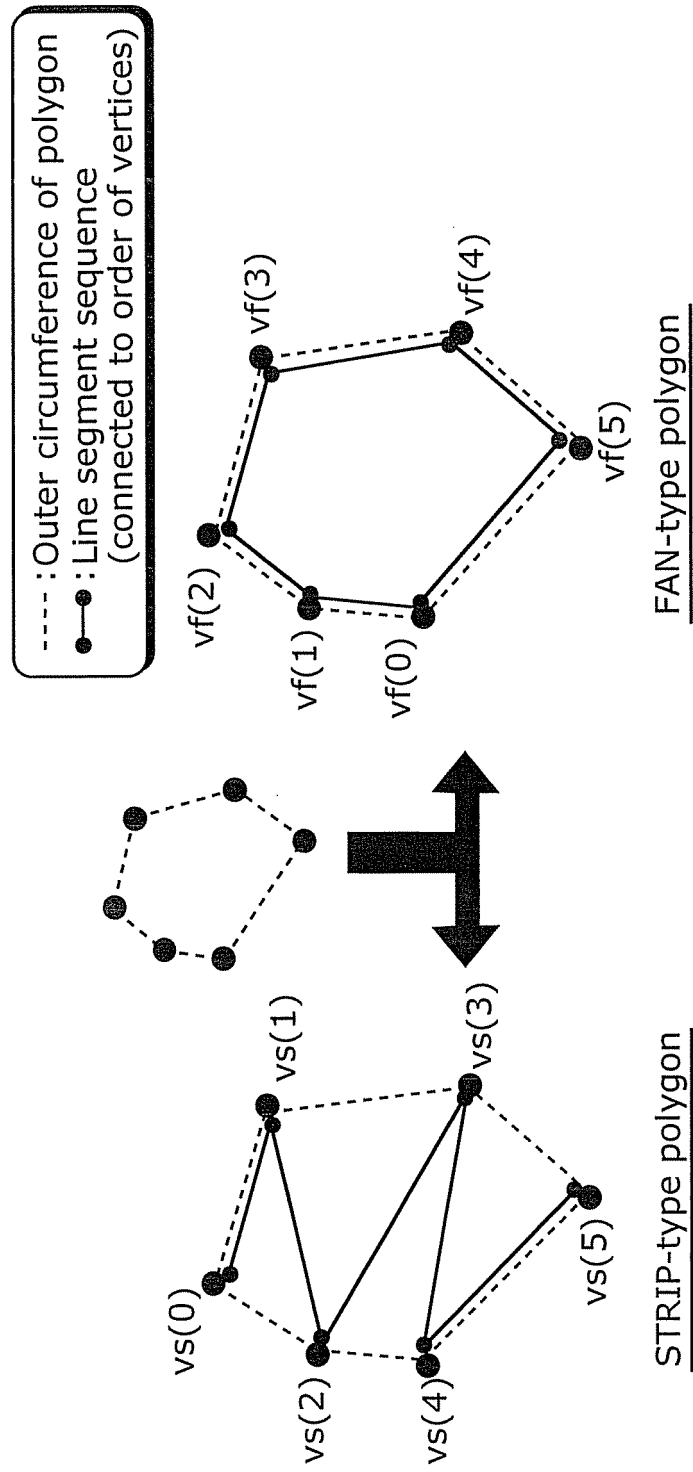 ----- : Outer circumference of polygon
: Line segment sequence
(connected to order of vertices)
vs(0)
vs(1)
vs(2)
vs(3)
vs(4)
vs(5)
STRIP-type polygon
vf(2)
vf(3)
vf(1)
vf(0)
vf(4)
vf(5)
FAN-type polygon